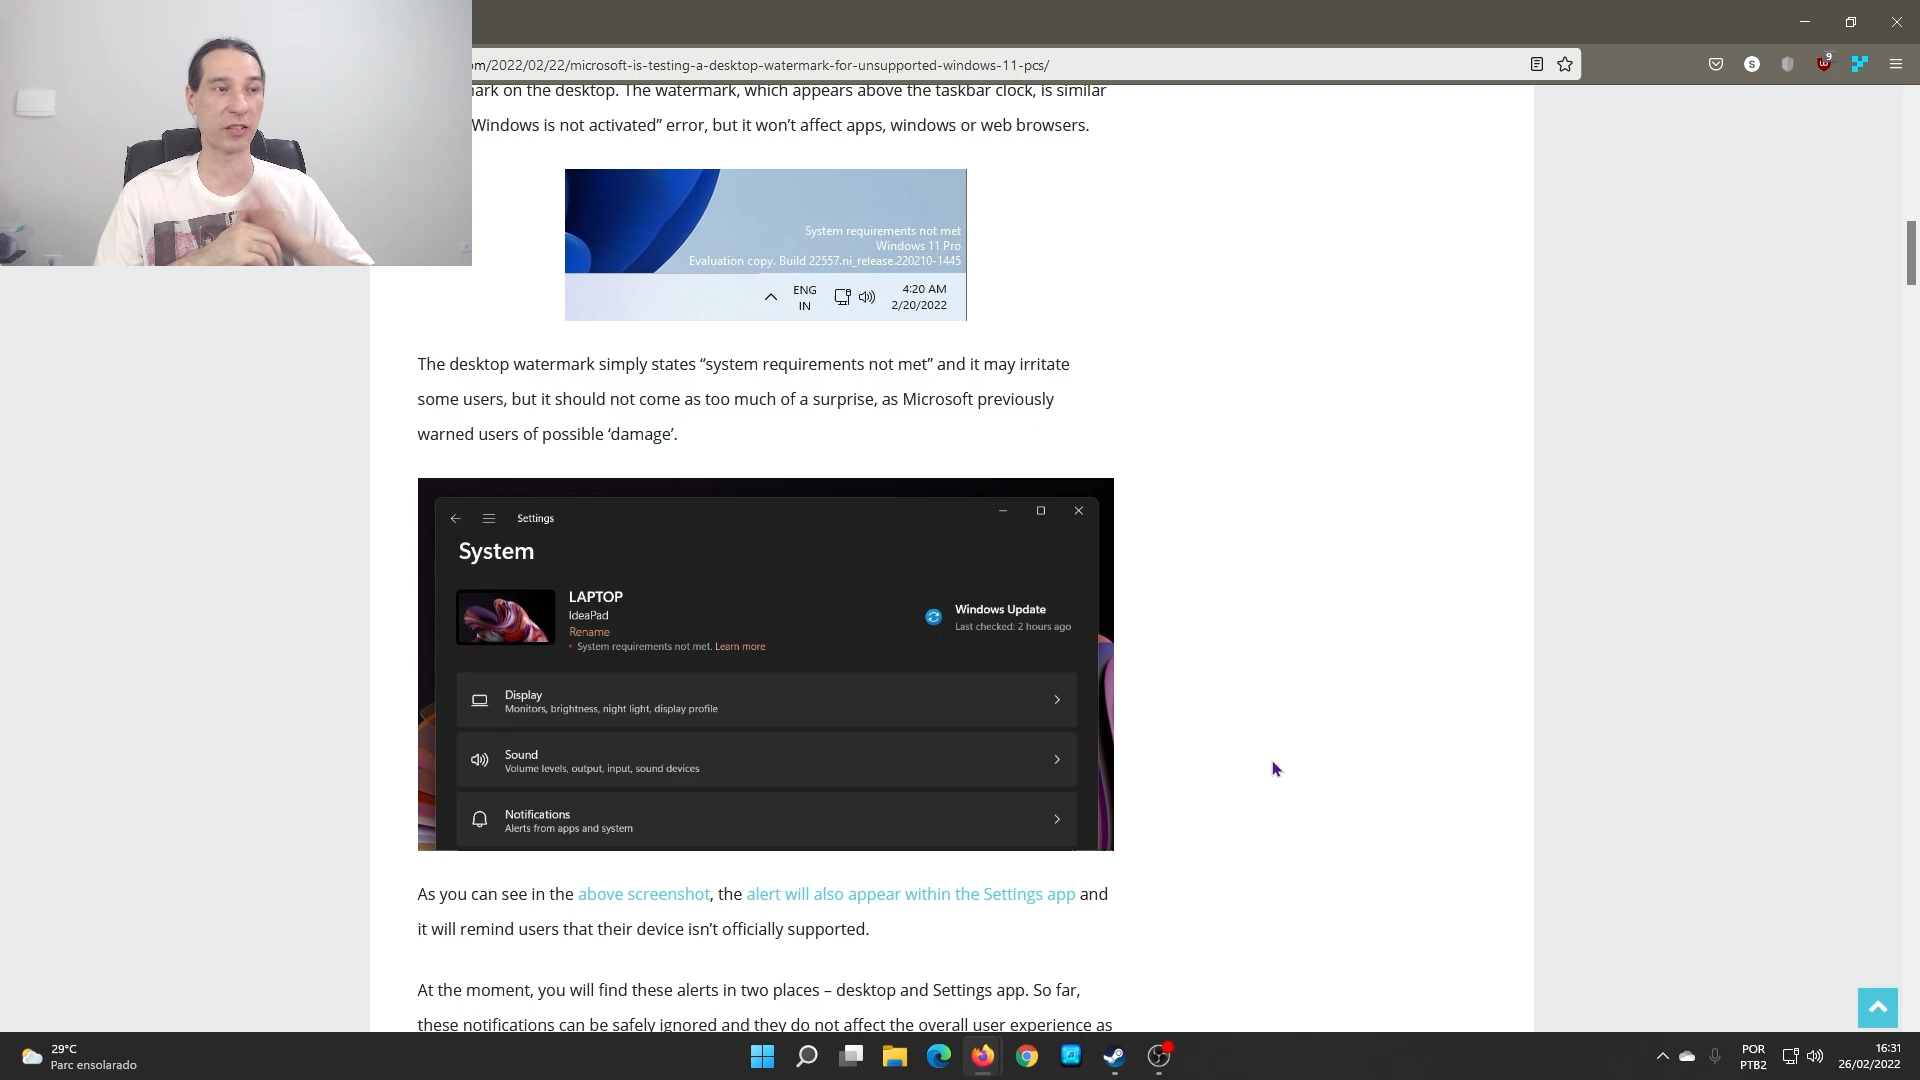 om/2022/02/22/microsoft-is-testing-a-desktop-watermark-for-unsupported-windows-11-pcs/
S
9
ark on the desktop. The watermark, which appears above the taskbar clock, is similar
Windows is not activated” error, but it won’t affect apps, windows or web browsers.
System requirements not met
Windows 11 Pro
Evaluation copy. Build 22557.ni_release.220210-1445
ENG
IN
4:20 AM
2/20/2022
The desktop watermark simply states “system requirements not met” and it may irritate
some users, but it should not come as too much of a surprise, as Microsoft previously
warned users of possible ‘damage’.
Settings
System
LAPTOP
IdeaPad
Rename
• System requirements not met. Learn more
Windows Update
Last checked: 2 hours ago
Display
Monitors, brightness, night light, display profile
Sound
Volume levels, output, input, sound devices
Notifications
Alerts from apps and system
As you can see in the above screenshot, the alert will also appear within the Settings app and
it will remind users that their device isn’t officially supported.
At the moment, you will find these alerts in two places – desktop and Settings app. So far,
these notifications can be safely ignored and they do not affect the overall user experience as
29°C
Parc ensolarado
POR
PTB2
16:31
26/02/2022